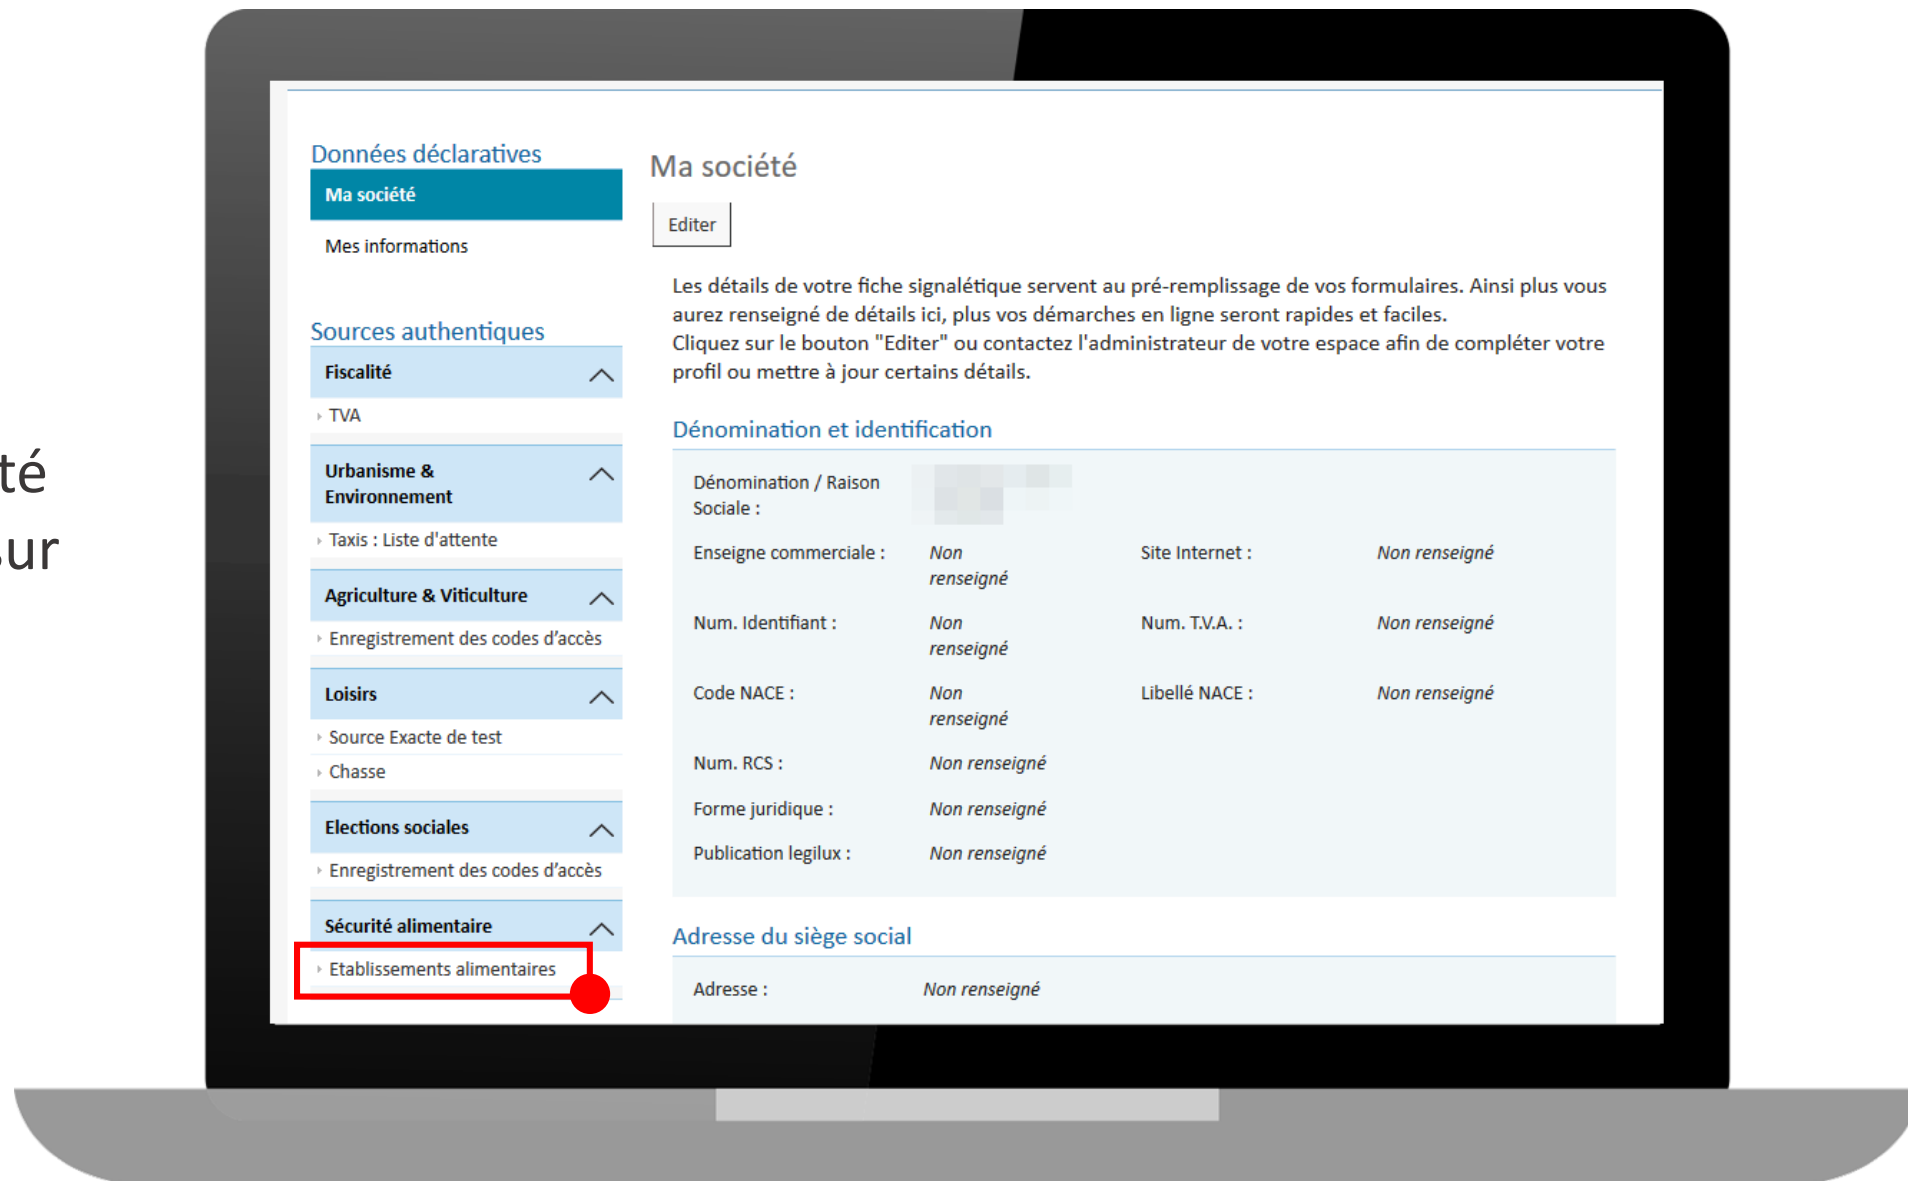 té
sur
Données déclaratives
Ma société
Mes informations
Sources authentiques
Fiscalité
TVA
Urbanisme &
Environnement
Taxis : Liste d'attente
Agriculture & Viticulture
Enregistrement des codes d’accès
Loisirs
Source Exacte de test
Chasse
Elections sociales
Enregistrement des codes d’accès
Sécurité alimentaire
Etablissements alimentaires
Ma société
Editer
Les détails de votre fiche signalétique servent au pré-remplissage de vos formulaires. Ainsi plus vous
aurez renseigné de détails ici, plus vos démarches en ligne seront rapides et faciles.
Cliquez sur le bouton "Editer" ou contactez l'administrateur de votre espace afin de compléter votre
profil ou mettre à jour certains détails.
Dénomination et identification
Dénomination / Raison
Sociale :
Enseigne commerciale : Non renseigné Site Internet : Non renseigné
Num. Identifiant : Non renseigné Num. T.V.A. : Non renseigné
Code NACE : Non renseigné Libellé NACE : Non renseigné
Num. RCS : Non renseigné
Forme juridique : Non renseigné
Publication legilux : Non renseigné
Adresse du siège social
Adresse : Non renseigné